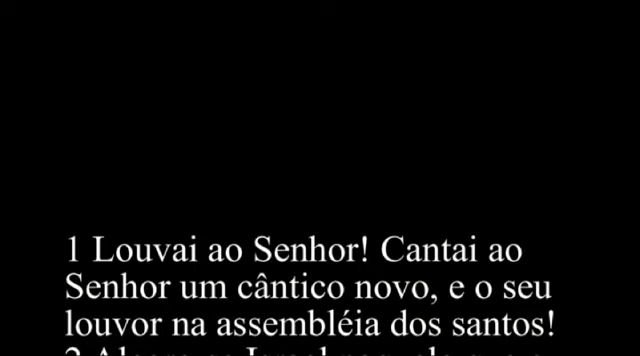 1 Louvai ao Senhor! Cantai ao
Senhor um cântico novo, e o seu
louvor na assembléia dos santos!